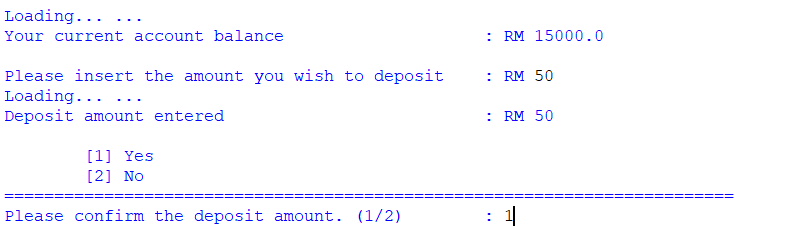 Loading... ...
Your current account balance : RM 15000.0
Please insert the amount you wish to deposit : RM 50
Loading... ...
Deposit amount entered : RM 50
[1] Yes
[2] No
=========================================================================
Please confirm the deposit amount. (1/2) : 1